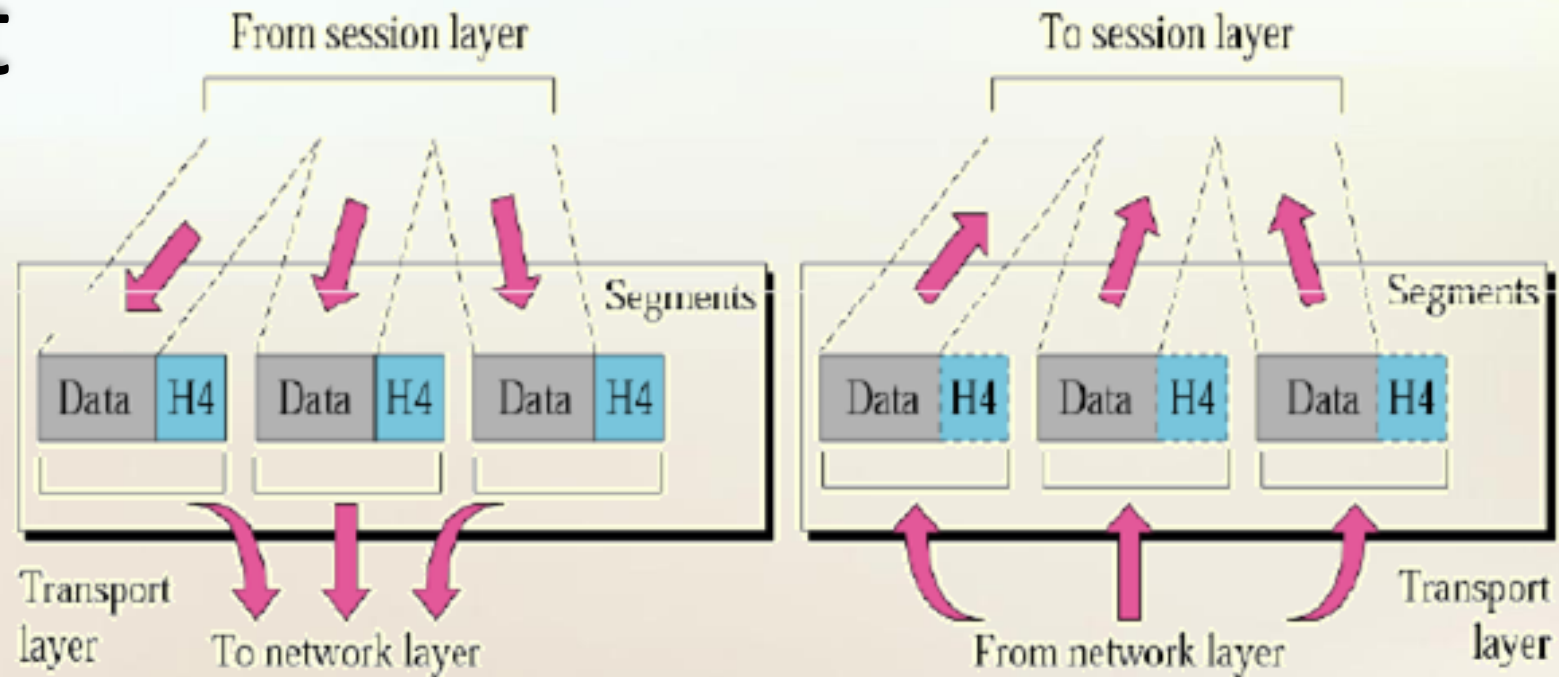 t
From session layer
To session layer
Segments
Segments
Data H4 Data H4 Data H4
Data H4 Data H4 Data H4
Transport
layer
To network layer
From network layer
Transport
layer